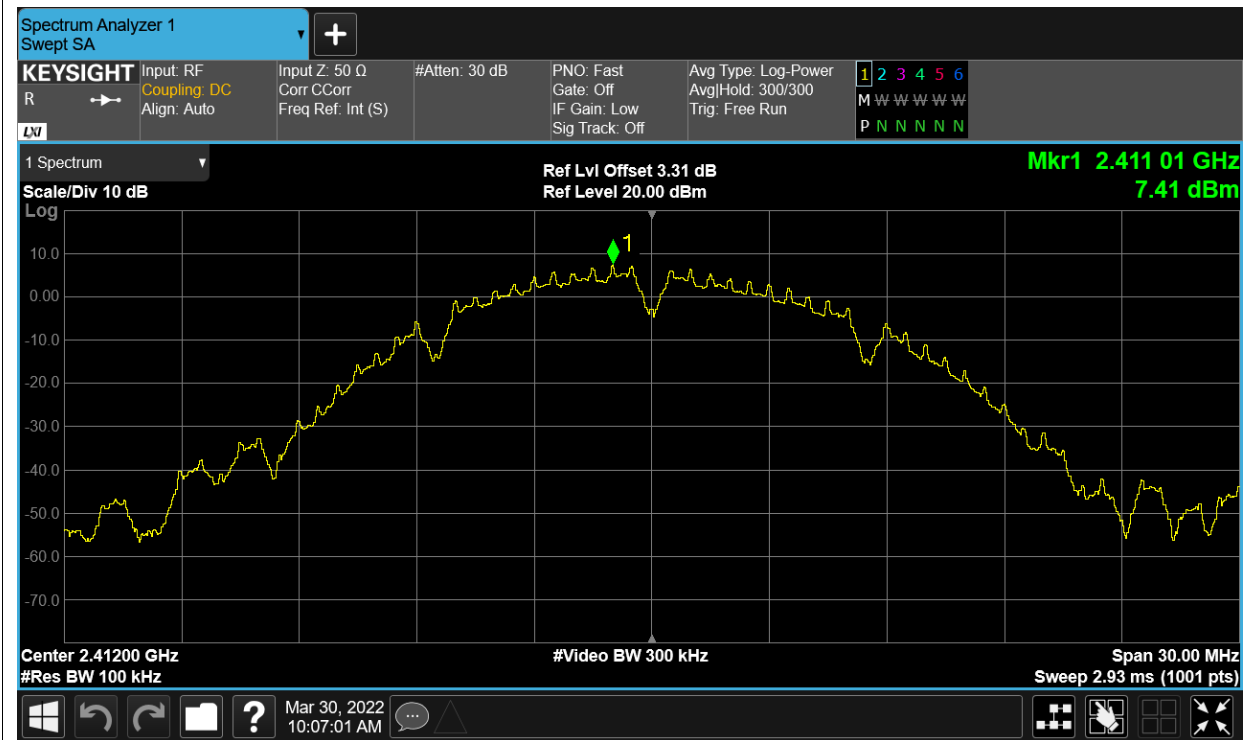 Spectrum Analyzer 1
Swept SA
KEYSIGHT
R
LXI
Input: RF
Coupling: DC
Align: Auto
Input Z: 50 Ω
Corr CCorr
Freq Ref: Int (S)
#Atten: 30 dB
PNO: Fast
Gate: Off
IF Gain: Low
Sig Track: Off
Avg Type: Log-Power
Avg|Hold: 300/300
Trig: Free Run
1 2 3 4 5 6
M W W W W W
P N N N N N
1 Spectrum
Scale/Div 10 dB
Log
Ref Lvl Offset 3.31 dB
Ref Level 20.00 dBm
Mkr1 2.411 01 GHz
7.41 dBm
1
10.0
0.00
-10.0
-20.0
-30.0
-40.0
-50.0
-60.0
-70.0
Center 2.41200 GHz
#Res BW 100 kHz
#Video BW 300 kHz
Span 30.00 MHz
Sweep 2.93 ms (1001 pts)
?
Mar 30, 2022
10:07:01 AM